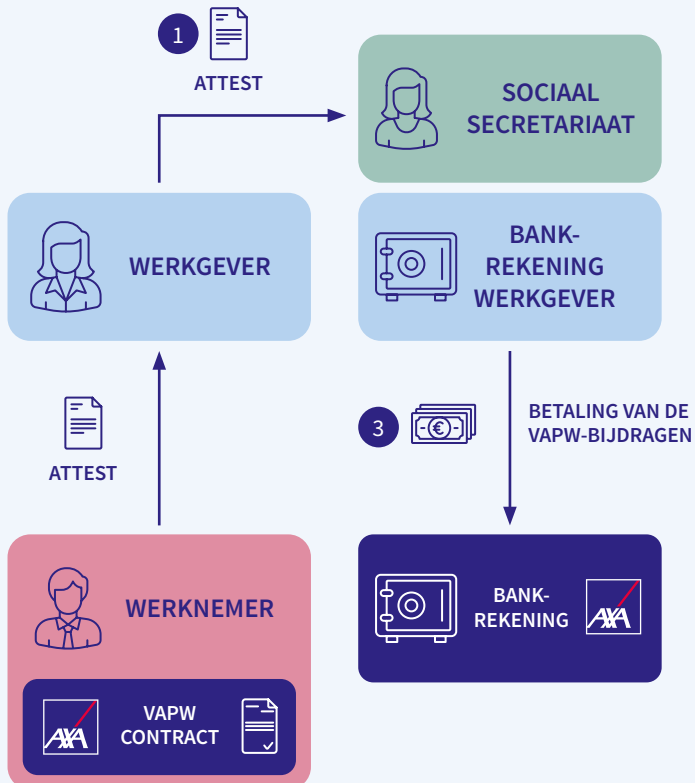 1
ATTEST
SOCIAAL
SECRETARIAAT
WERKGEVER
BANK-
REKENING
WERKGEVER
ATTEST
3
BETALING VAN DE
VAPW-BIJDRAGEN
WERKNEMER
AXA
VAPW
CONTRACT
BANK-
REKENING
AXA